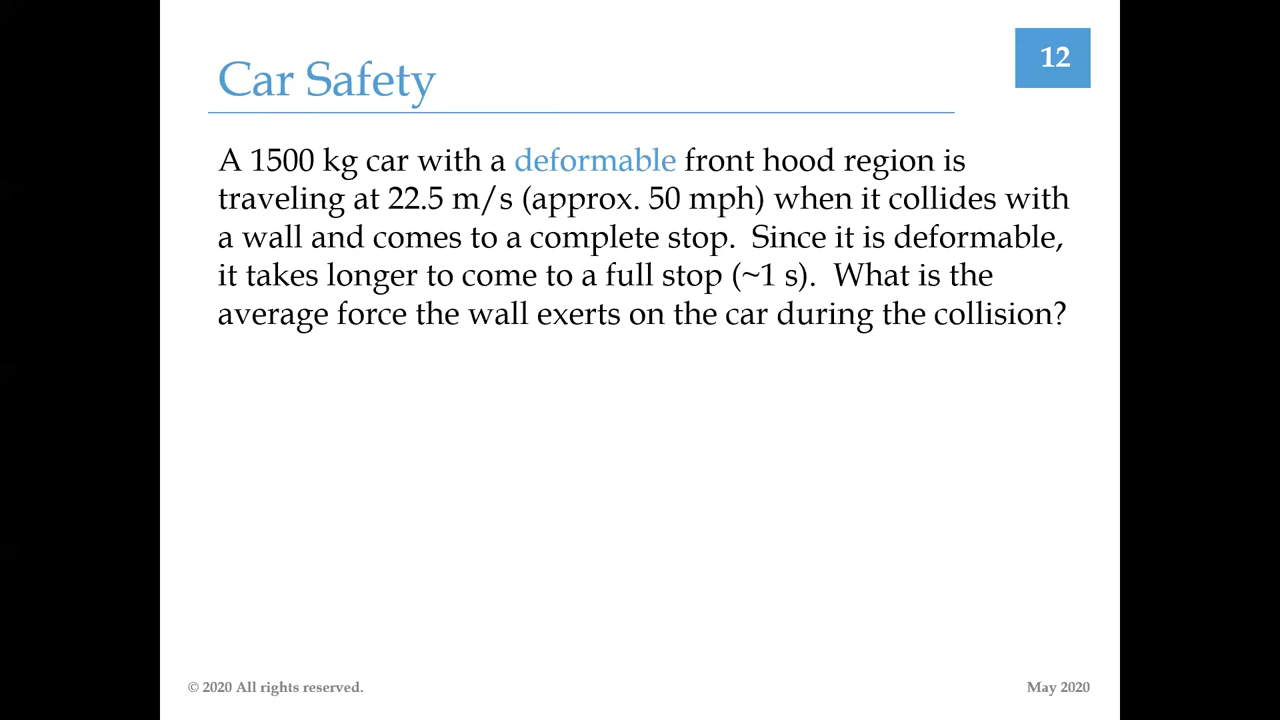 12
Car Safety
A 1500 kg car with a deformable front hood region is
traveling at 22.5 m/s (approx. 50 mph) when it collides with
a wall and comes to a complete stop.  Since it is deformable,
it takes longer to come to a full stop (~1 s).  What is the
average force the wall exerts on the car during the collision?
© 2020 All rights reserved.
May 2020